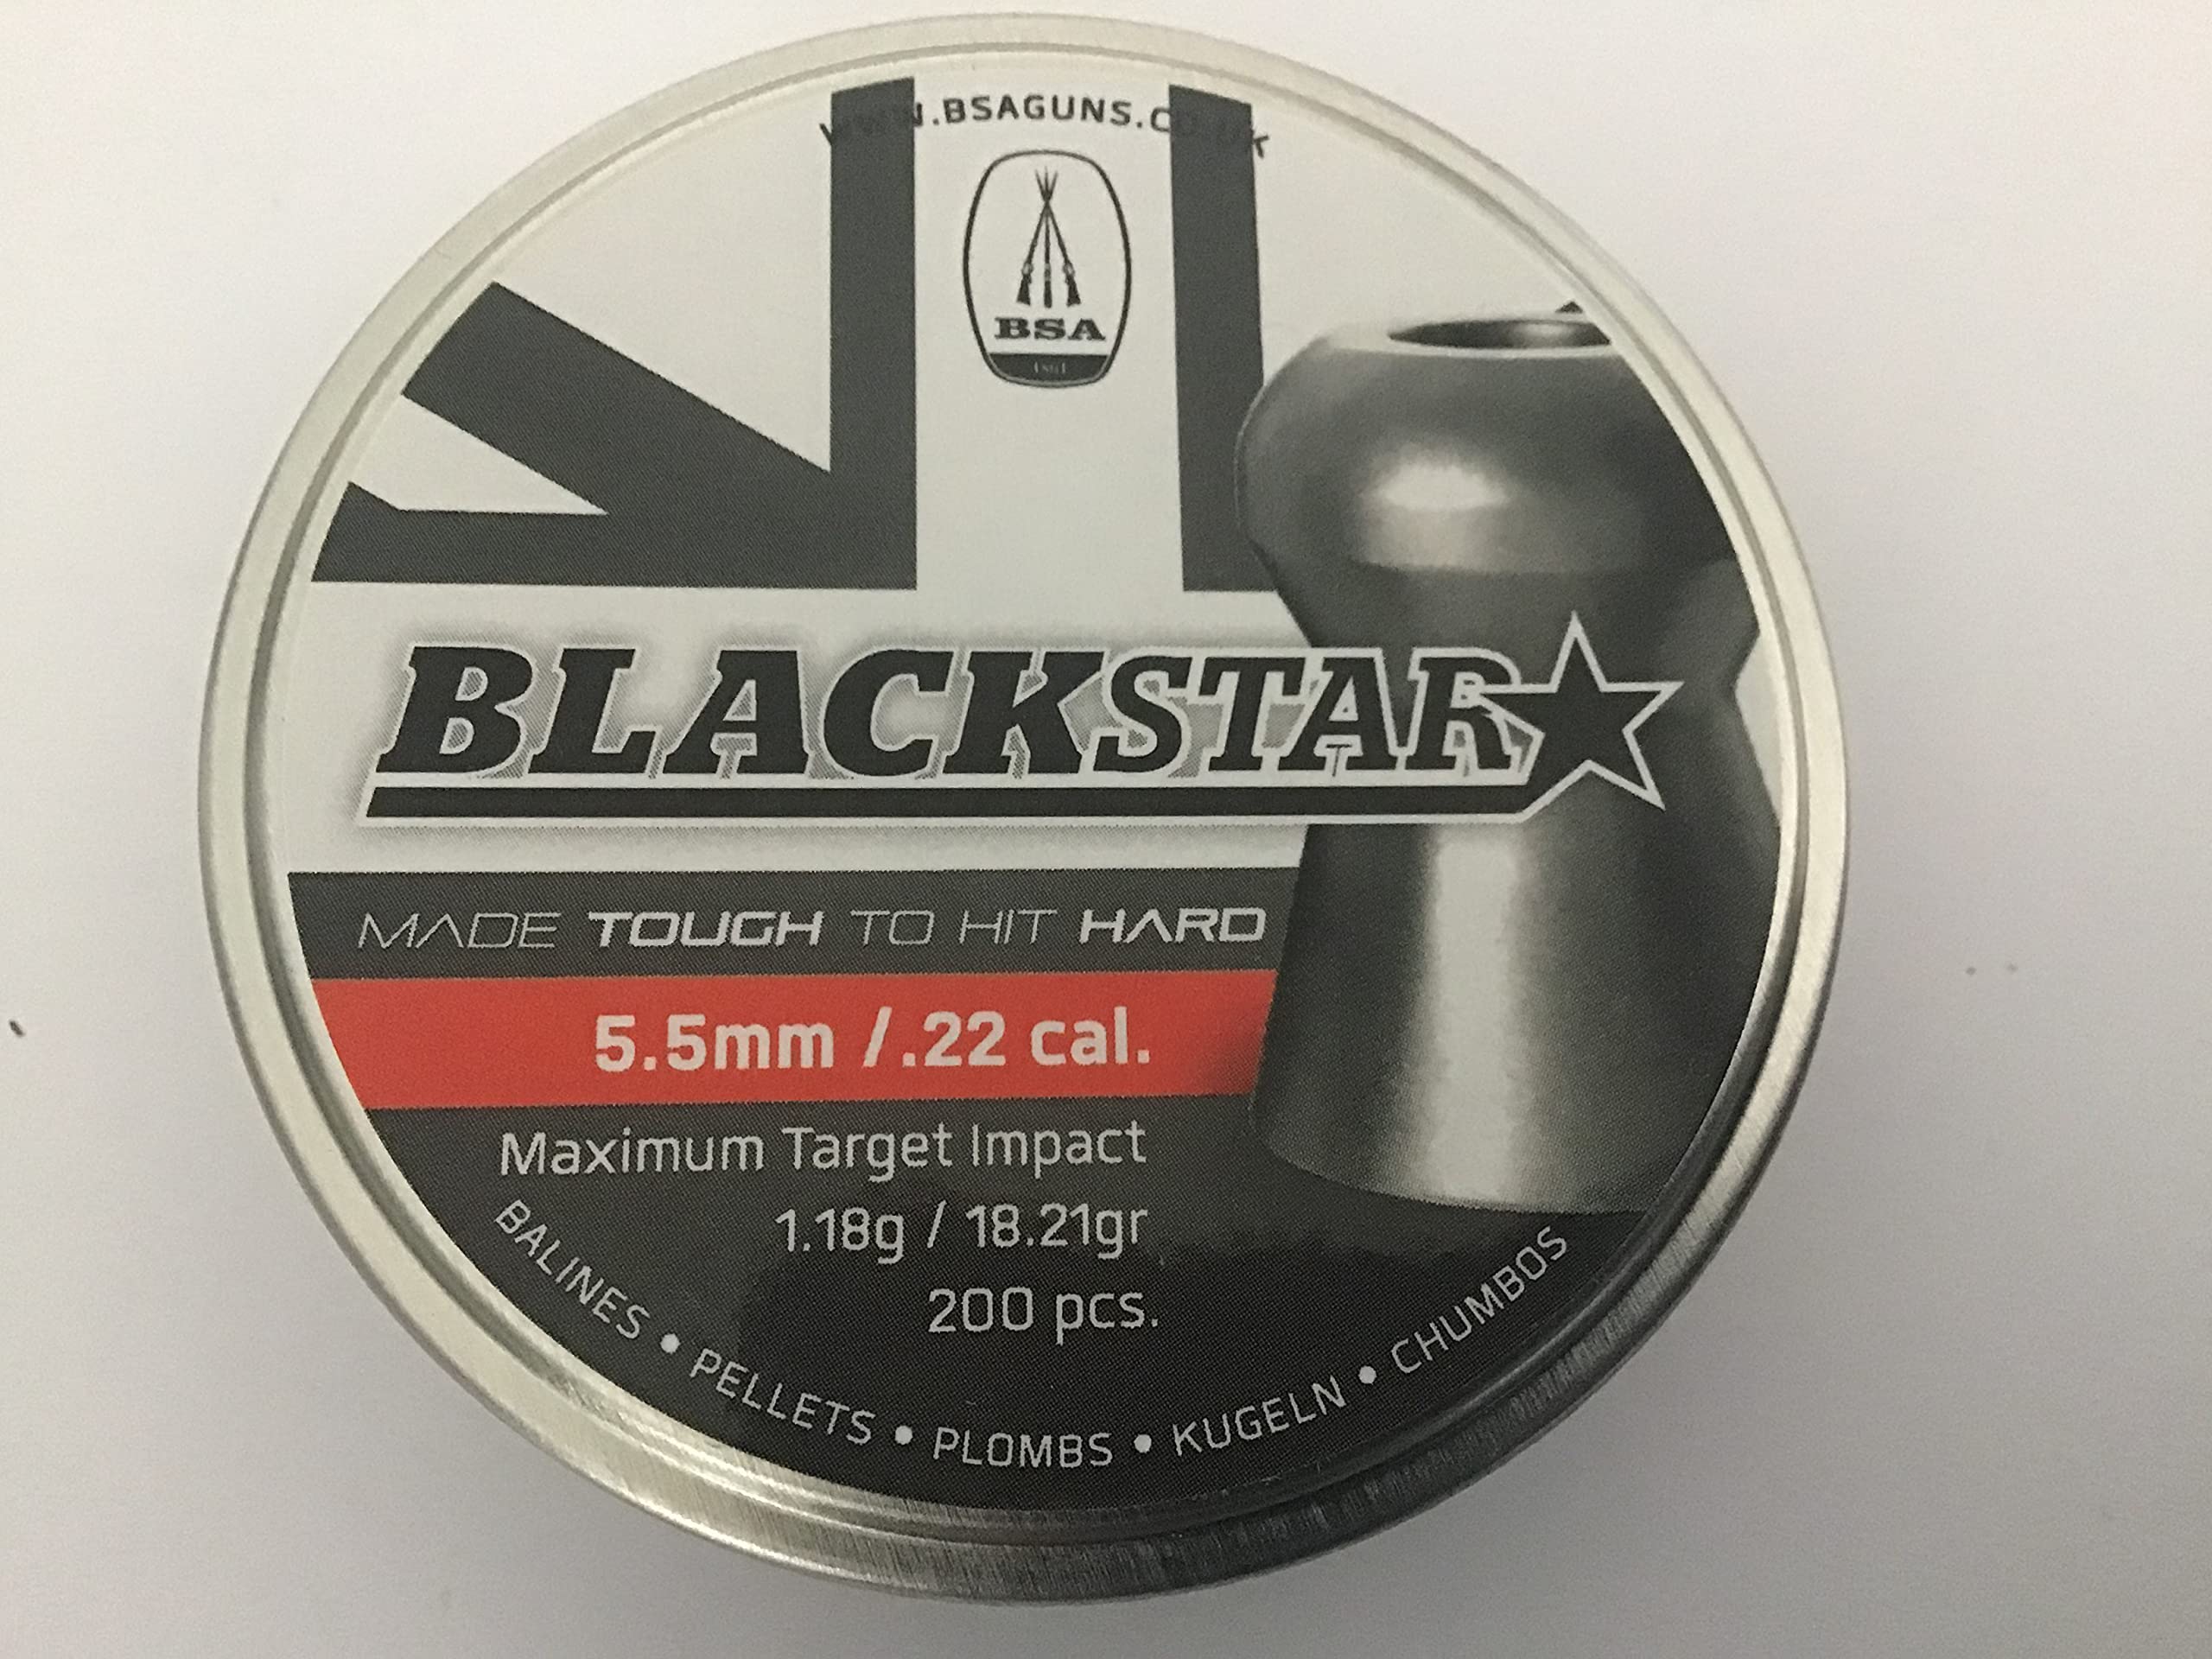 WWW.BSAGUNS.CO.UK
BSA
1861
BLACKSTAR
MADE TOUGH TO HIT HARD
5.5mm /.22 cal.
Maximum Target Impact
1.18g / 18.21gr
200 pcs.
BALINES • PELLETS • PLOMBS • KUGELN • CHUMBOS